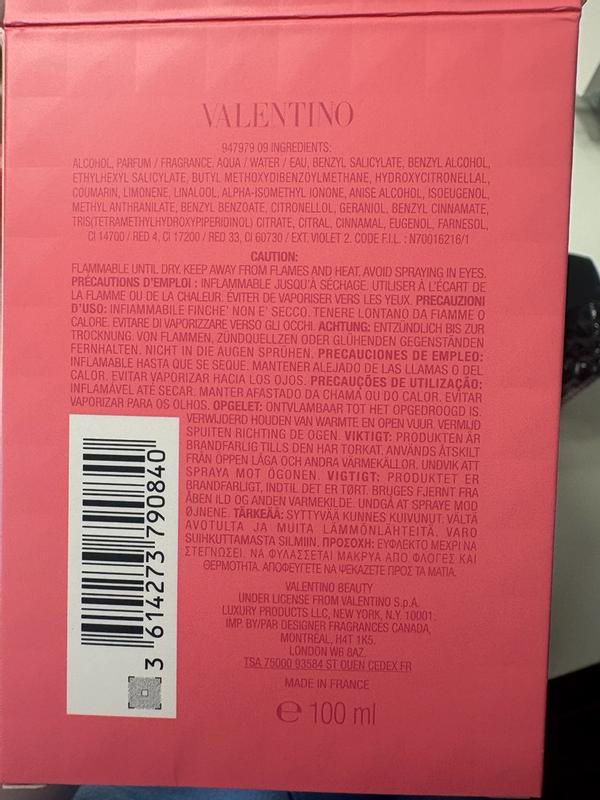 VALENTINO
947979 09 INGREDIENTS:
ALCOHOL, PARFUM / FRAGRANCE, AQUA / WATER / EAU, BENZYL SALICYLATE, BENZYL ALCOHOL,
ETHYLHEXYL SALICYLATE, BUTYL METHOXYDIBENZOYLMETHANE, HYDROXYCITRONELLAL,
COUMARIN, LIMONENE, LINALOOL, ALPHA-ISOMETHYL IONONE, ANISE ALCOHOL, ISOEUGENOL,
METHYL ANTHRANILATE, BENZYL BENZOATE, CITRONELLOL, GERANIOL, BENZYL CINNAMATE,
TRIS(TETRAMETHYLHYDROXYPIPERIDINOL) CITRATE, CITRAL, CINNAMAL, EUGENOL, FARNESOL,
CI 14700 / RED 4, CI 17200 / RED 33, CI 60730 / EXT. VIOLET 2. CODE F.I.L. : N70016216/1
CAUTION:
FLAMMABLE UNTIL DRY. KEEP AWAY FROM FLAMES AND HEAT. AVOID SPRAYING IN EYES.
PRÉCAUTIONS D'EMPLOI : INFLAMMABLE JUSQU'À SÉCHAGE. UTILISER À L'ÉCART DE
LA FLAMME OU DE LA CHALEUR. ÉVITER DE VAPORISER VERS LES YEUX. PRECAUZIONI
D'USO: INFIAMMABILE FINCHE' NON E' SECCO. TENERE LONTANO DA FIAMME O
CALORE. EVITARE DI VAPORIZZARE VERSO GLI OCCHI. ACHTUNG: ENTZÜNDLICH BIS ZUR
TROCKNUNG. VON FLAMMEN, ZÜNDQUELLZEN ODER GLÜHENDEN GEGENSTÄNDEN
FERNHALTEN. NICHT IN DIE AUGEN SPRÜHEN. PRECAUCIONES DE EMPLEO:
INFLAMABLE HASTA QUE SE SEQUE. MANTENER ALEJADO DE LAS LLAMAS O DEL
CALOR. EVITAR VAPORIZAR HACIA LOS OJOS. PRECAUÇÕES DE UTILIZAÇÃO:
INFLAMÁVEL ATÉ SECAR. MANTER AFASTADO DA CHAMA OU DO CALOR. EVITAR
VAPORIZAR PARA OS OLHOS. OPGELET: ONTVLAMBAAR TOT HET OPGEDROOGD IS.
VERWIJDERD HOUDEN VAN WARMTE EN OPEN VUUR. VERMIJD
SPUITEN RICHTING DE OGEN. VIKTIGT: PRODUKTEN ÄR
BRANDFARLIG TILLS DEN HAR TORKAT. ANVÄNDS ÅTSKILT
FRÅN ÖPPEN LÅGA OCH ANDRA VÄRMEKÄLLOR. UNDVIK ATT
SPRAYA MOT ÖGONEN. VIGTIGT: PRODUKTET ER
BRANDFARLIGT, INDTIL DET ER TØRT. BRUGES FJERNT FRA
ÅBEN ILD OG ANDEN VARMEKILDE. UNDGÅ AT SPRAYE MOD
ØJNENE. TÄRKEÄÄ: SYTTYVÄÄ KUNNES KUIVUNUT. VÄLTÄ
AVOTULTA JA MUITA LÄMMÖNLÄHTEITÄ. VARO
SUIHKUTTAMASTA SILMIIN. ΠΡΟΣΟΧΗ: ΕΥΦΛΕΚΤΟ ΜΕΧΡΙ ΝΑ
ΣΤΕΓΝΩΣΕΙ. ΝΑ ΦΥΛΑΣΣΕΤΑΙ ΜΑΚΡΥΑ ΑΠΟ ΦΛΟΓΕΣ ΚΑΙ
ΘΕΡΜΟΤΗΤΑ. ΑΠΟΦΕΥΓΕΤΕ ΝΑ ΨΕΚΑΖΕΤΕ ΠΡΟΣ ΤΑ ΜΑΤΙΑ.
3 614273 790840
VALENTINO BEAUTY
UNDER LICENSE FROM VALENTINO S.p.A.
LUXURY PRODUCTS LLC, NEW YORK, N.Y. 10001.
IMP. BY/PAR DESIGNER FRAGRANCES CANADA,
MONTRÉAL, H4T 1K5.
LONDON W6 8AZ.
TSA 75000 93584 ST OUEN CEDEX FR
MADE IN FRANCE
℮ 100 ml